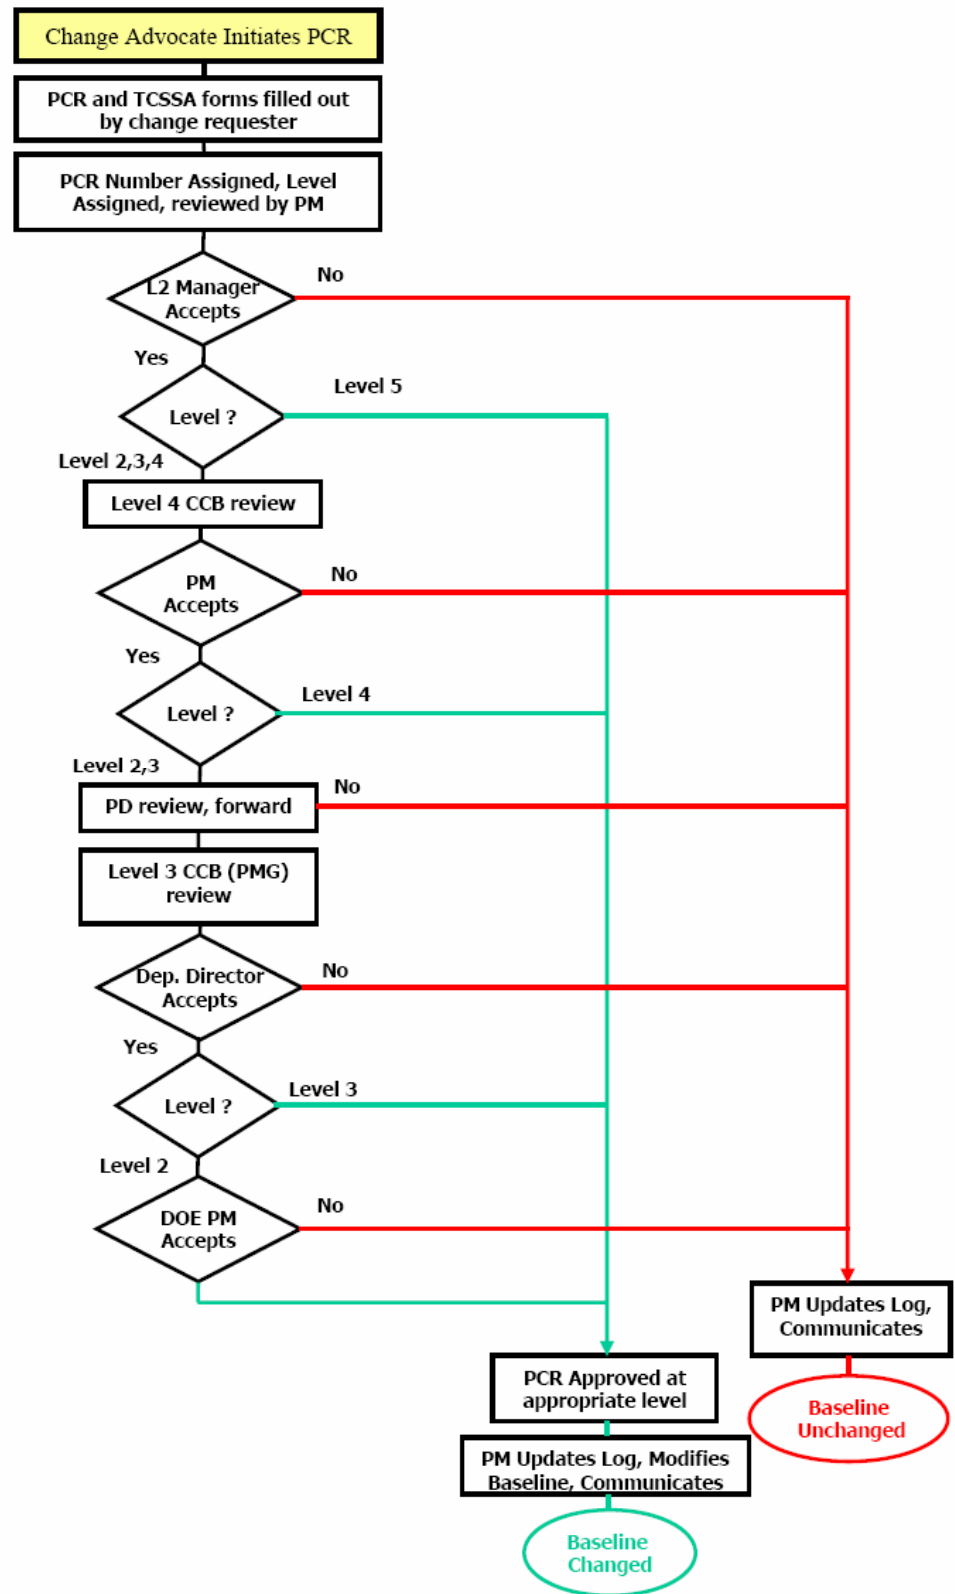 Change Advocate Initiates PCR
PCR and TCSSA forms filled out
by change requester
PCR Number Assigned, Level
Assigned, reviewed by PM
L2 Manager
Accepts
No
Yes
Level ?
Level 5
Level 2,3,4
Level 4 CCB review
PM
Accepts
No
Yes
Level ?
Level 4
Level 2,3
PD review, forward
No
Level 3 CCB (PMG)
review
Dep. Director
Accepts
No
Yes
Level ?
Level 3
Level 2
DOE PM
Accepts
No
PM Updates Log,
Communicates
Baseline
Unchanged
PCR Approved at
appropriate level
PM Updates Log, Modifies
Baseline, Communicates
Baseline
Changed